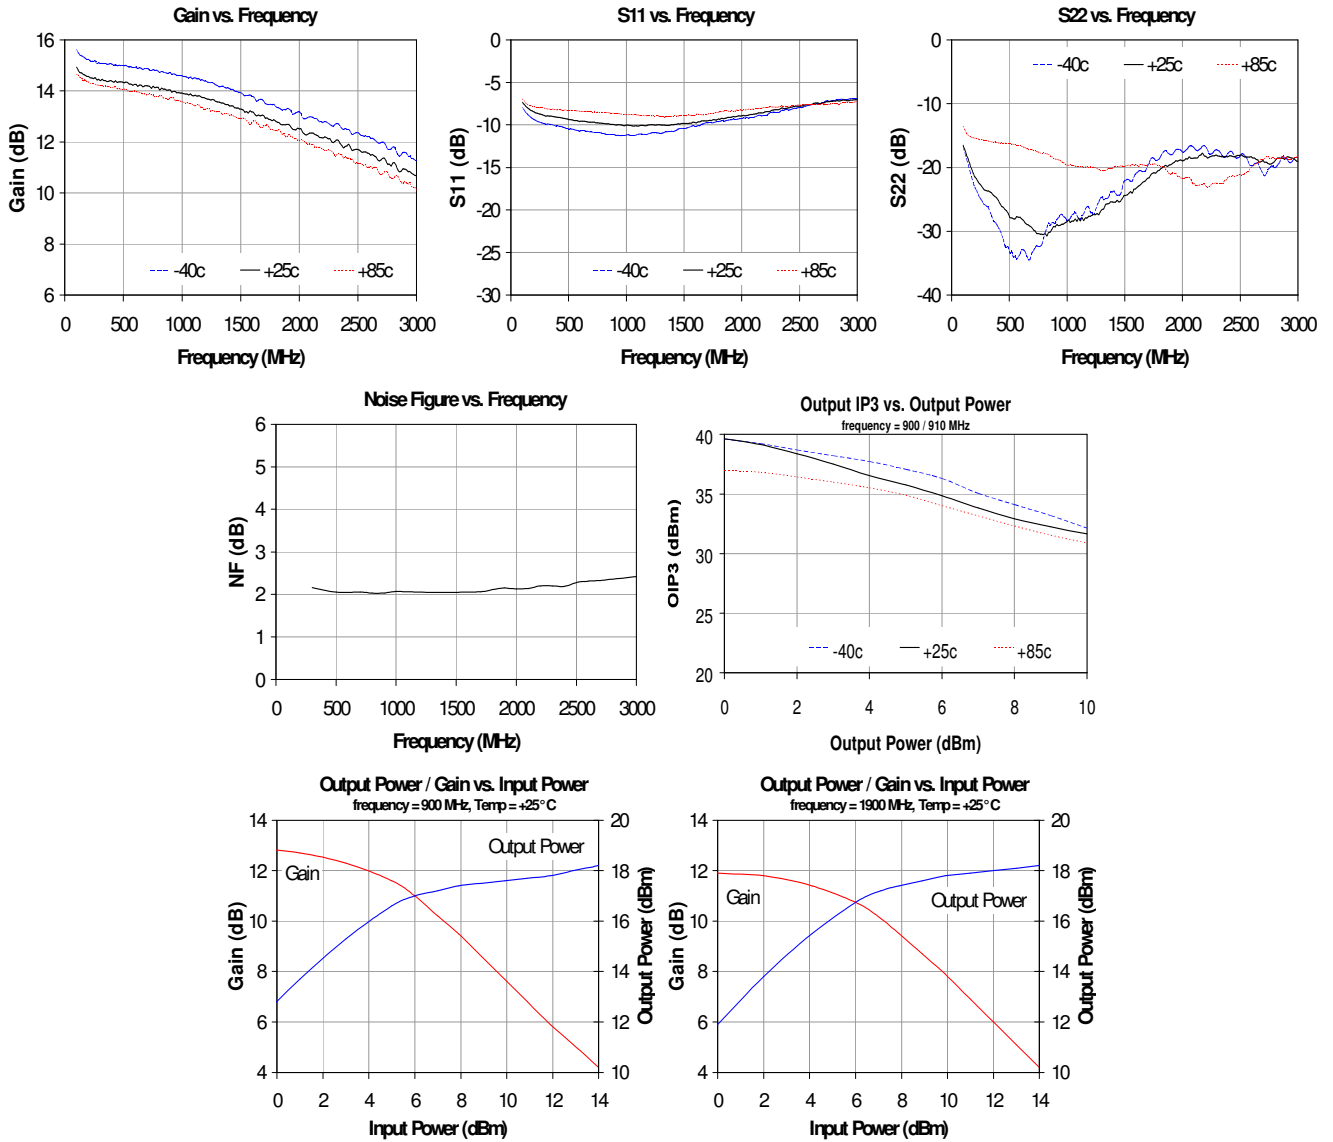 Gain vs. Frequency
16
14
12
10
8
6
Gain (dB)
-40c +25c +85c
0 500 1000 1500 2000 2500 3000
Frequency (MHz)
S11 vs. Frequency
0
-5
-10
-15
-20
-25
-30
S11 (dB)
-40c +25c +85c
0 500 1000 1500 2000 2500 3000
Frequency (MHz)
S22 vs. Frequency
0
-10
-20
-30
-40
S22 (dB)
-40c +25c +85c
0 500 1000 1500 2000 2500 3000
Frequency (MHz)
Noise Figure vs. Frequency
6
5
4
3
2
1
0
NF (dB)
0 500 1000 1500 2000 2500 3000
Frequency (MHz)
Output IP3 vs. Output Power
frequency = 900 / 910 MHz
40
35
30
25
20
OIP3 (dBm)
-40c +25c +85c
0 2 4 6 8 10
Output Power (dBm)
Output Power / Gain vs. Input Power
frequency = 900 MHz, Temp = +25° C
14
12
10
8
6
4
Gain (dB)
Gain
Output Power
20
18
16
14
12
10
Output Power (dBm)
0 2 4 6 8 10 12 14
Input Power (dBm)
Output Power / Gain vs. Input Power
frequency = 1900 MHz, Temp = +25° C
14
12
10
8
6
4
Gain (dB)
Gain
Output Power
20
18
16
14
12
10
Output Power (dBm)
0 2 4 6 8 10 12 14
Input Power (dBm)